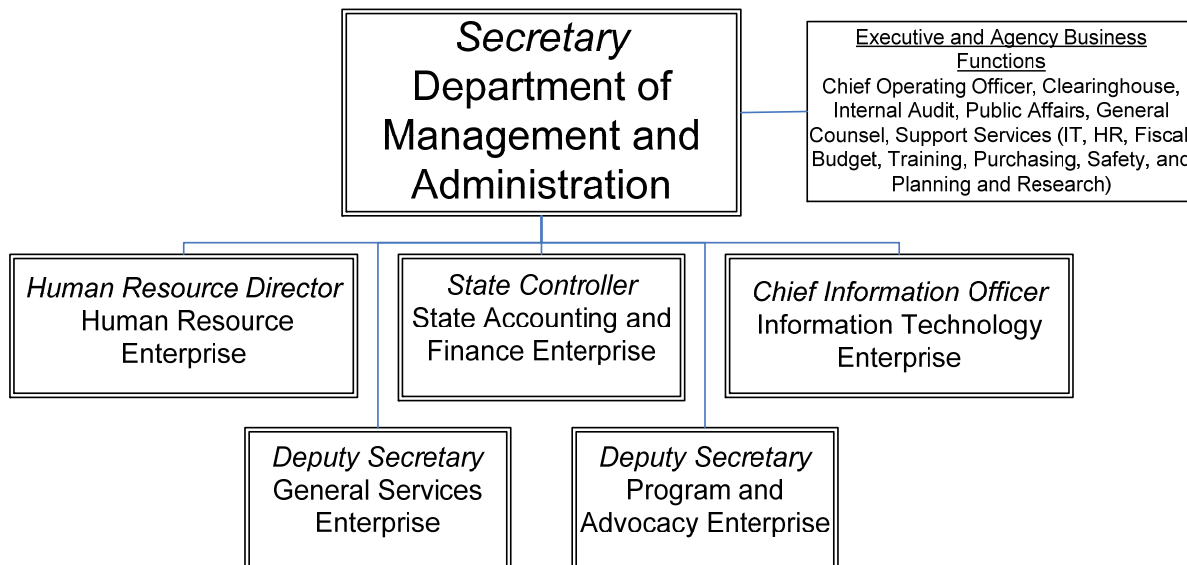 Secretary
Department of
Management and
Administration
Executive and Agency Business
Functions
Chief Operating Officer, Clearinghouse,
Internal Audit, Public Affairs, General
Counsel, Support Services (IT, HR, Fiscal
Budget, Training, Purchasing, Safety, and
Planning and Research)
Human Resource Director
Human Resource
Enterprise
State Controller
State Accounting and
Finance Enterprise
Chief Information Officer
Information Technology
Enterprise
Deputy Secretary
General Services
Enterprise
Deputy Secretary
Program and
Advocacy Enterprise